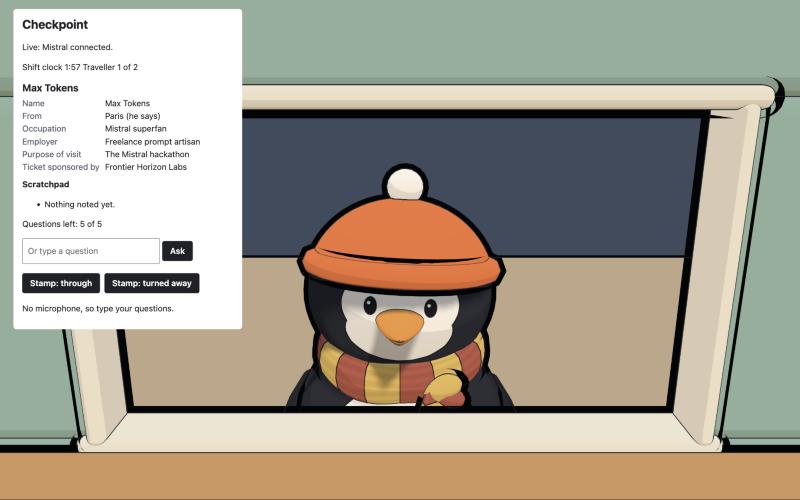 Checkpoint
Live: Mistral connected.
Shift clock 1:57 Traveller 1 of 2
Max Tokens
Name Max Tokens
From Paris (he says)
Occupation Mistral superfan
Employer Freelance prompt artisan
Purpose of visit The Mistral hackathon
Ticket sponsored by Frontier Horizon Labs
Scratchpad
• Nothing noted yet.
Questions left: 5 of 5
Or type a question Ask
Stamp: through Stamp: turned away
No microphone, so type your questions.